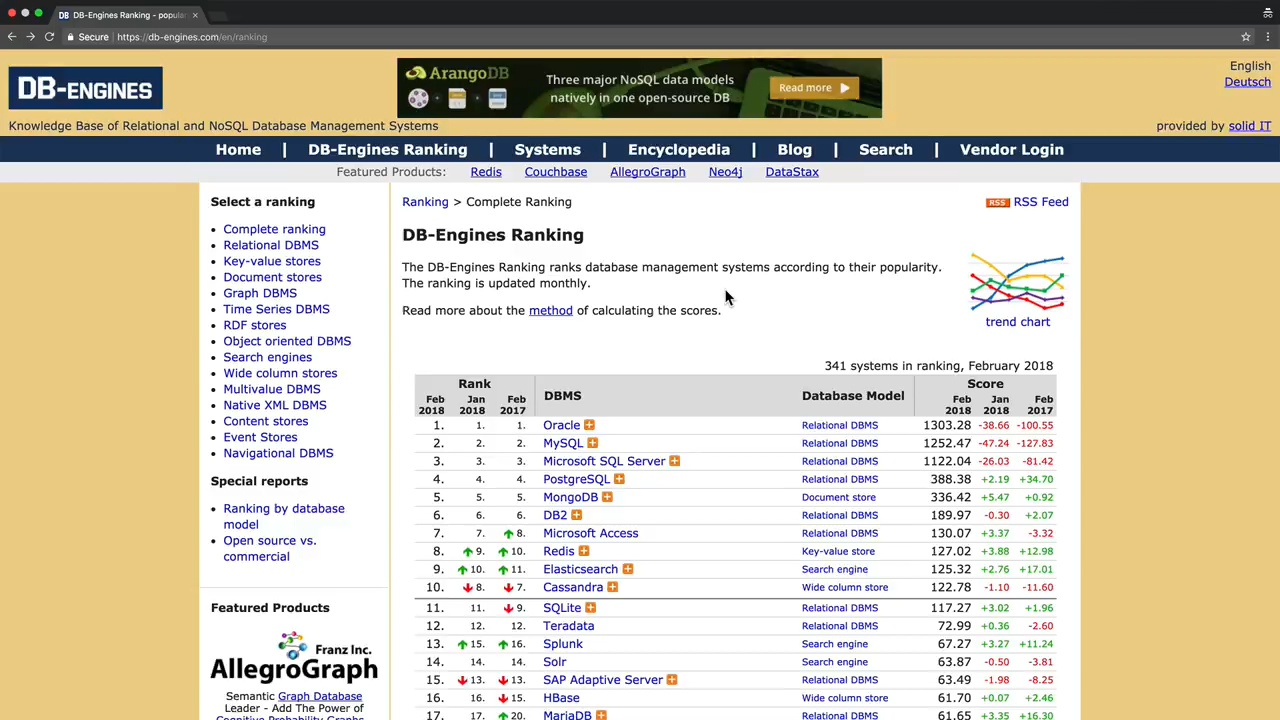 DB-Engines Ranking - popula
Secure | https://db-engines.com/en/ranking
DB-ENGINES
ArangoDB
Three major NoSQL data models
natively in one open-source DB
Read more
English
Deutsch
Knowledge Base of Relational and NoSQL Database Management Systems
provided by solid IT
Home | DB-Engines Ranking | Systems | Encyclopedia | Blog | Search | Vendor Login
Featured Products: Redis Couchbase AllegroGraph Neo4j DataStax
Select a ranking
Complete ranking
Relational DBMS
Key-value stores
Document stores
Graph DBMS
Time Series DBMS
RDF stores
Object oriented DBMS
Search engines
Wide column stores
Multivalue DBMS
Native XML DBMS
Content stores
Event Stores
Navigational DBMS
Special reports
Ranking by database
model
Open source vs.
commercial
Featured Products
Franz Inc.
AllegroGraph
Semantic Graph Database
Leader - Add The Power of
Cognitive Probability Graphs
Ranking > Complete Ranking
RSS RSS Feed
DB-Engines Ranking
The DB-Engines Ranking ranks database management systems according to their popularity.
The ranking is updated monthly.
Read more about the method of calculating the scores.
trend chart
341 systems in ranking, February 2018
Rank DBMS Database Model Score
Feb 2018 Jan 2018 Feb 2017 Feb 2018 Jan 2018 Feb 2017
1. 1. 1. Oracle Relational DBMS 1303.28 -38.66 -100.55
2. 2. 2. MySQL Relational DBMS 1252.47 -47.24 -127.83
3. 3. 3. Microsoft SQL Server Relational DBMS 1122.04 -26.03 -81.42
4. 4. 4. PostgreSQL Relational DBMS 388.38 +2.19 +34.70
5. 5. 5. MongoDB Document store 336.42 +5.47 +0.92
6. 6. 6. DB2 Relational DBMS 189.97 -0.30 +2.07
7. 7. 8. Microsoft Access Relational DBMS 130.07 +3.37 -3.32
8. 9. 10. Redis Key-value store 127.02 +3.88 +12.98
9. 10. 11. Elasticsearch Search engine 125.32 +2.76 +17.01
10. 8. 7. Cassandra Wide column store 122.78 -1.10 -11.60
11. 11. 9. SQLite Relational DBMS 117.27 +3.02 +1.96
12. 12. 12. Teradata Relational DBMS 72.99 +0.36 -2.60
13. 15. 16. Splunk Search engine 67.27 +3.27 +11.24
14. 14. 14. Solr Search engine 63.87 -0.50 -3.81
15. 13. 13. SAP Adaptive Server Relational DBMS 63.49 -1.98 -8.25
16. 16. 15. HBase Wide column store 61.70 +0.07 +2.46
17. 17. 20. MariaDB Relational DBMS 61.65 +3.35 +16.30